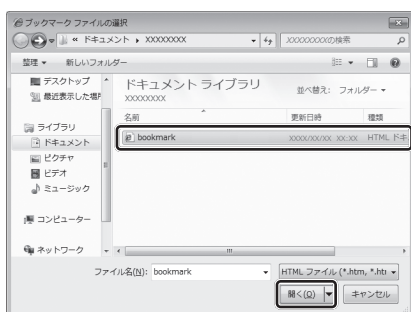 ブックマーク ファイルの選択
« ドキュメント ▸ XXXXXXXX
XXXXXXXXの検索
整理 ▼ 新しいフォルダー
デスクトップ
最近表示した場所
ライブラリ
ドキュメント
ピクチャ
ビデオ
ミュージック
コンピューター
ネットワーク
ドキュメント ライブラリ
XXXXXXXX
並べ替え: フォルダー ▼
名前 更新日時 種類
bookmark XXXX/XX/XX XX:XX HTML ドキ
ファイル名(N): bookmark
HTML ファイル (*.htm, *.ht
開く(O) キャンセル